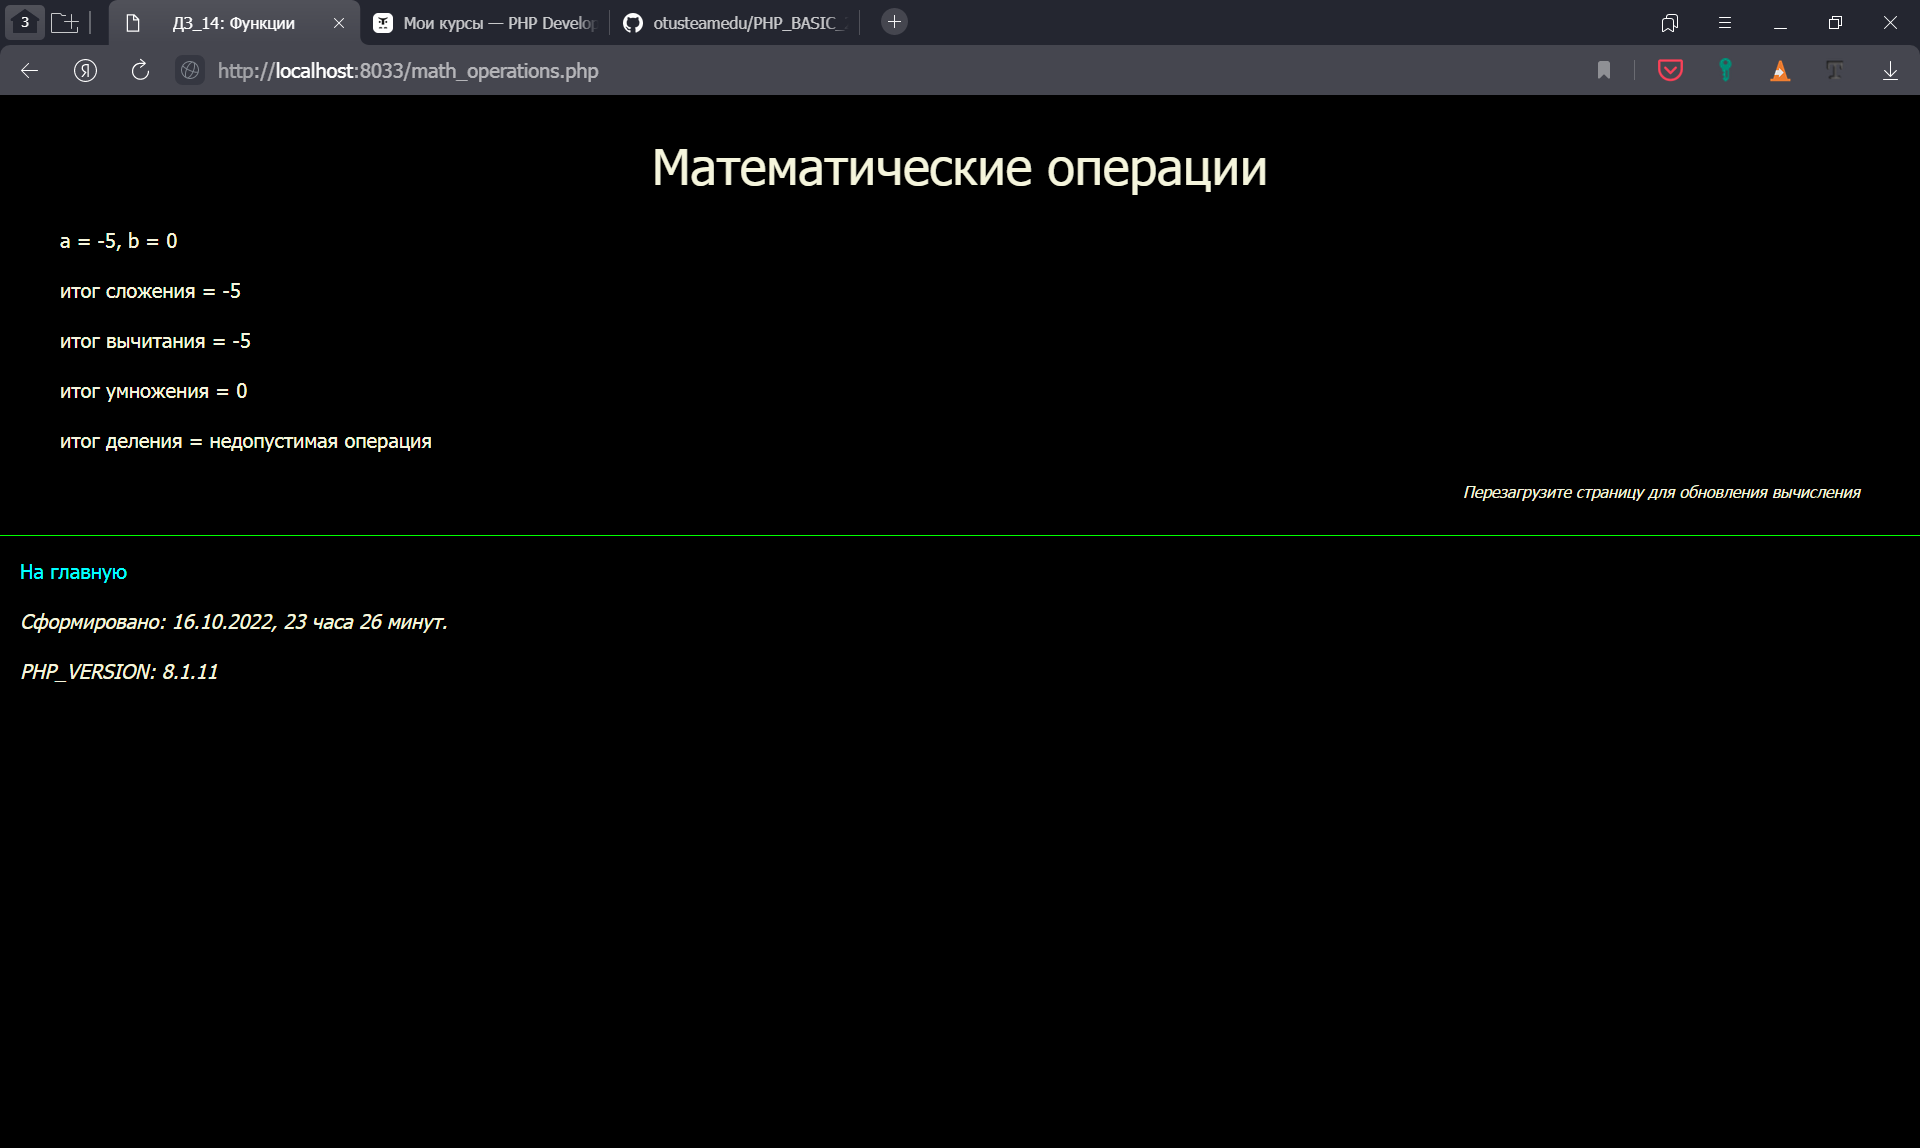 3
ДЗ_14: Функции
Мои курсы — PHP Develop
otusteamedu/PHP_BASIC_
Я
http://localhost:8033/math_operations.php
Математические операции
a = -5, b = 0
итог сложения = -5
итог вычитания = -5
итог умножения = 0
итог деления = недопустимая операция
Перезагрузите страницу для обновления вычисления
На главную
Сформировано: 16.10.2022, 23 часа 26 минут.
PHP_VERSION: 8.1.11